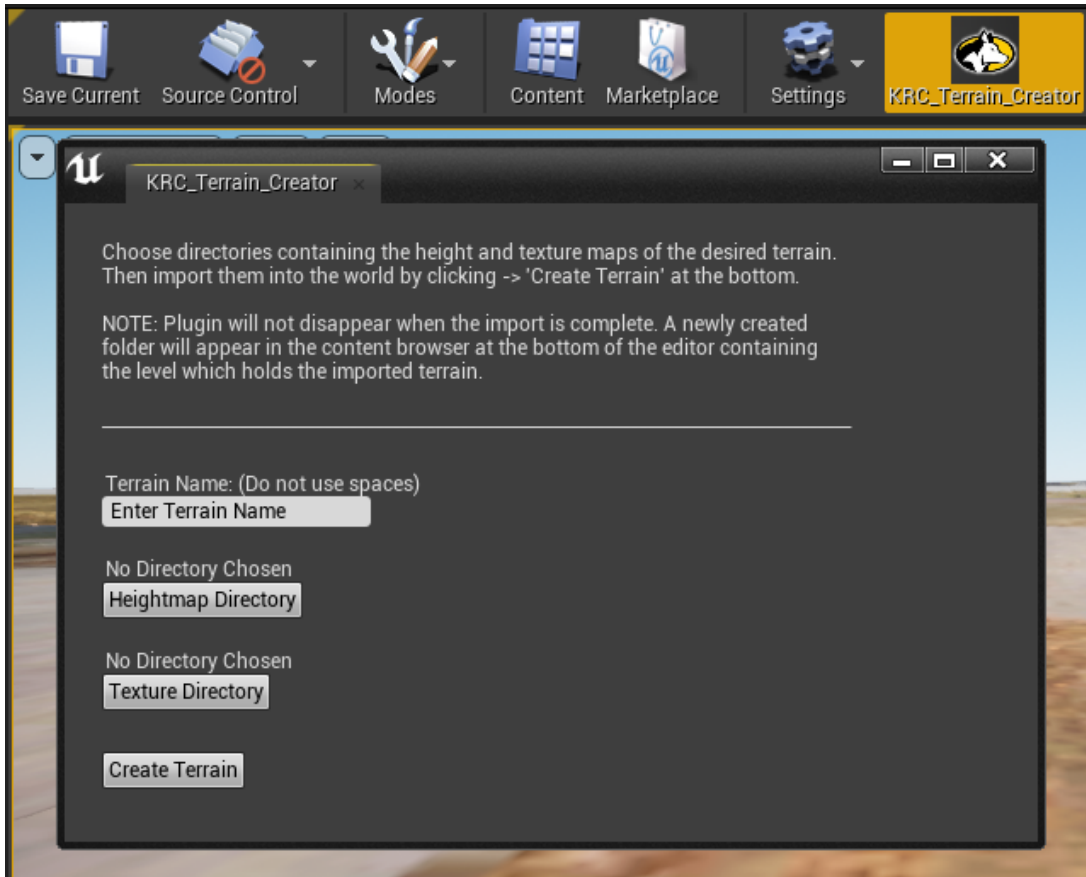 Save Current Source Control Modes Content Marketplace Settings KRC_Terrain_Creator
KRC_Terrain_Creator
Choose directories containing the height and texture maps of the desired terrain.
Then import them into the world by clicking -> 'Create Terrain' at the bottom.
NOTE: Plugin will not disappear when the import is complete. A newly created
folder will appear in the content browser at the bottom of the editor containing
the level which holds the imported terrain.
Terrain Name: (Do not use spaces)
Enter Terrain Name
No Directory Chosen
Heightmap Directory
No Directory Chosen
Texture Directory
Create Terrain